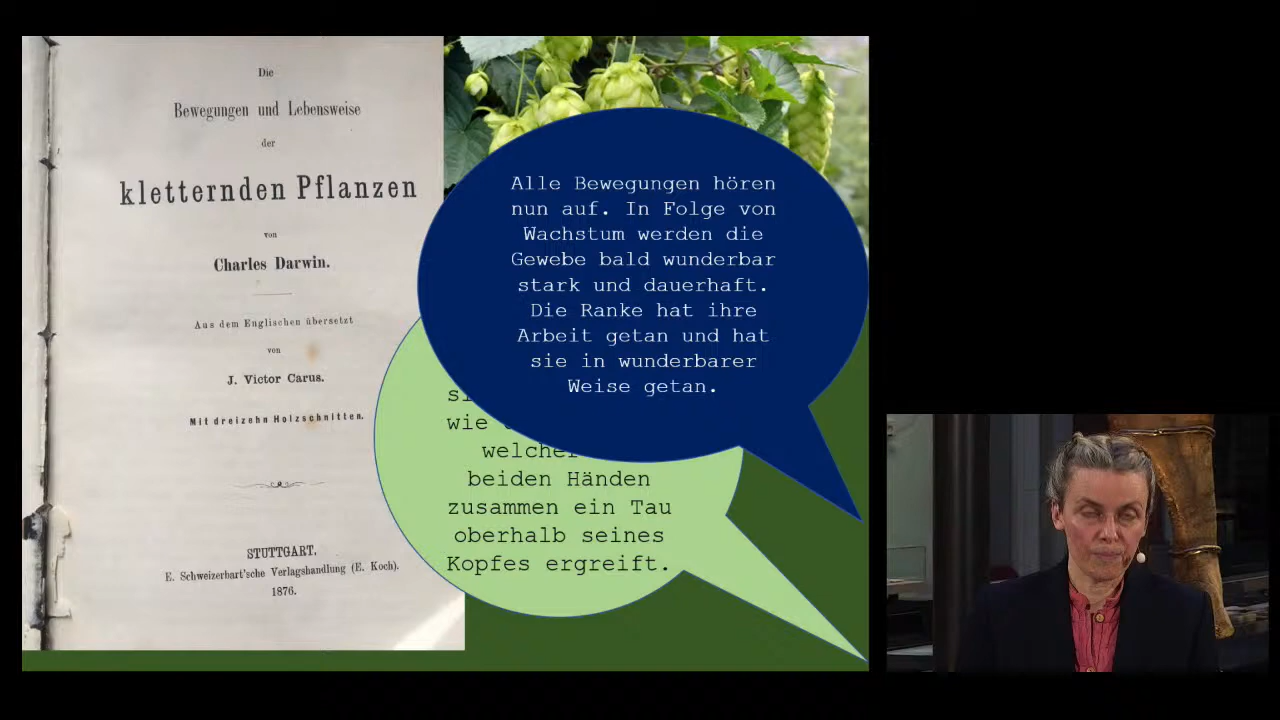 Die
Bewegungen und Lebensweise
der
kletternden Pflanzen
von
Charles Darwin.
Aus dem Englischen übersetzt
von
J. Victor Carus.
Mit dreizehn Holzschnitten.
STUTTGART.
E. Schweizerbart'sche Verlagshandlung (E. Koch).
1876.
Alle Bewegungen hören
nun auf. In Folge von
Wachstum werden die
Gewebe bald wunderbar
stark und dauerhaft.
Die Ranke hat ihre
Arbeit getan und hat
sie in wunderbarer
Weise getan.
wie
beiden Händen
zusammen ein Tau
oberhalb seines
Kopfes ergreift.